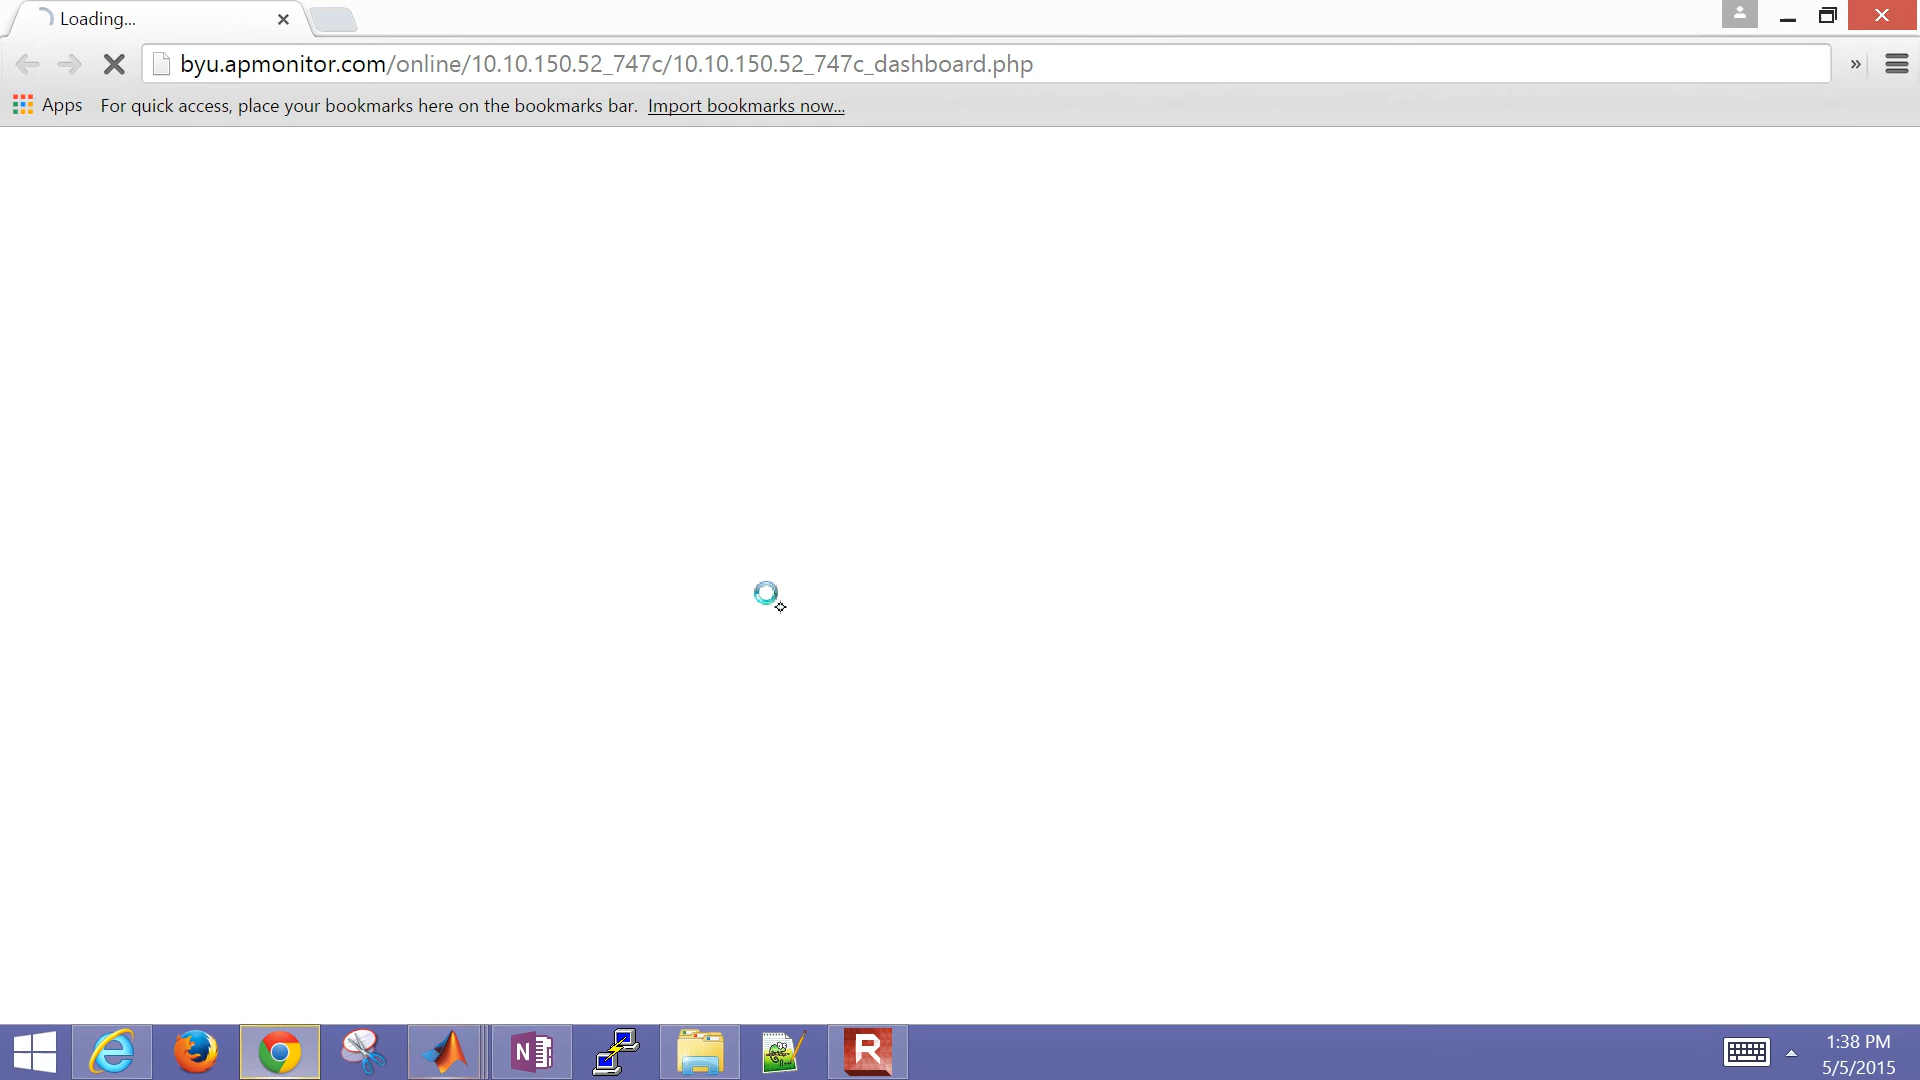 Loading...
byu.apmonitor.com/online/10.10.150.52_747c/10.10.150.52_747c_dashboard.php
Apps For quick access, place your bookmarks here on the bookmarks bar. Import bookmarks now...
N
R
1:38 PM
5/5/2015